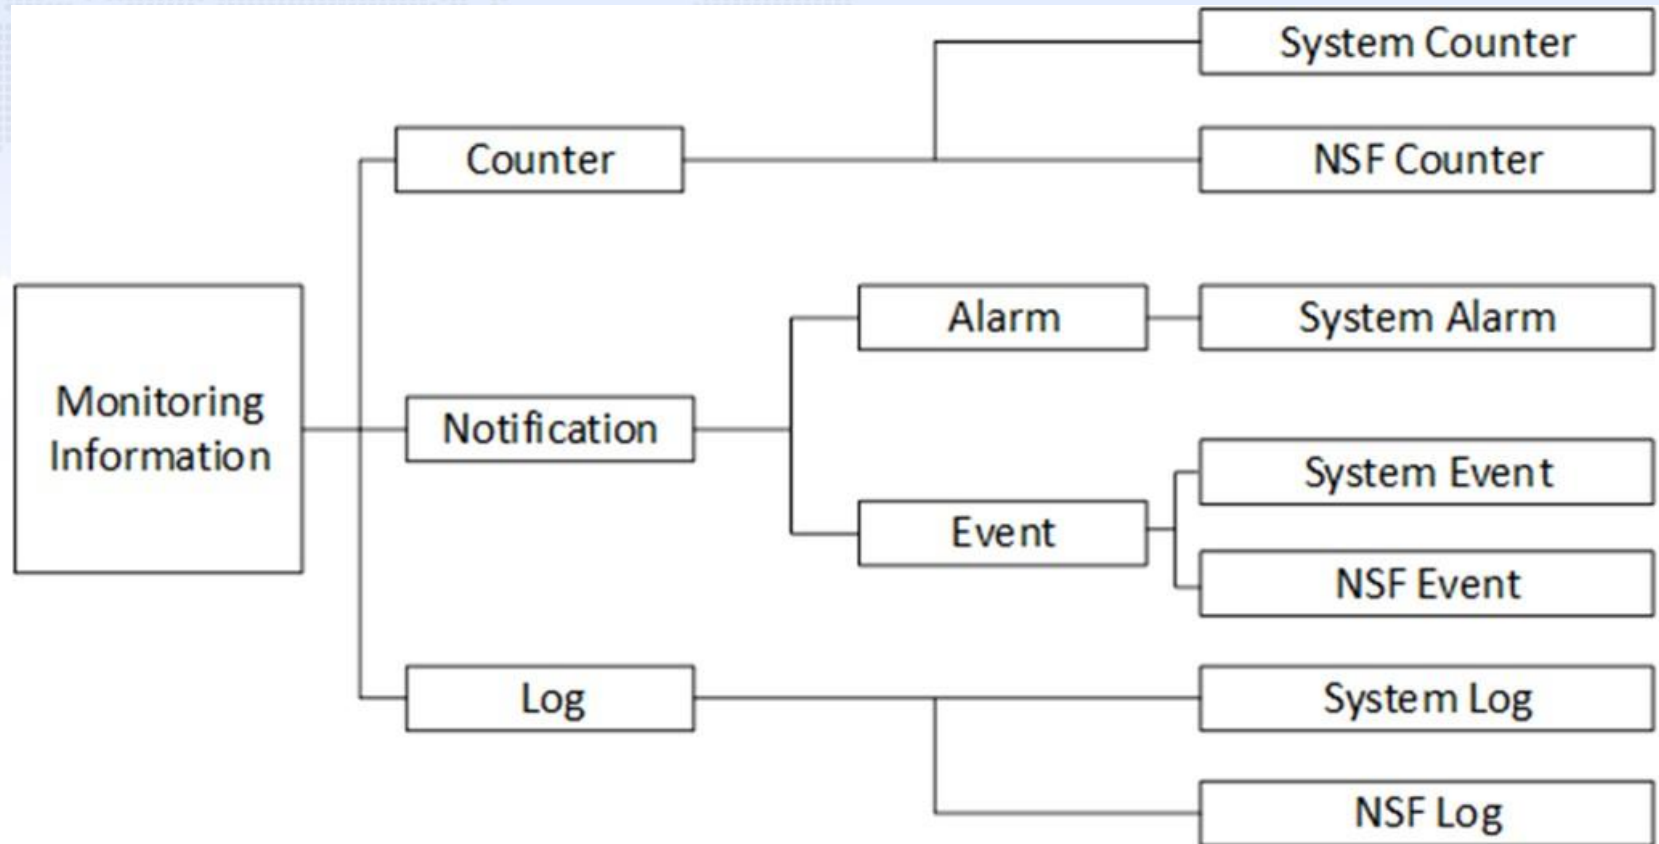 System Counter
Counter
NSF Counter
Alarm
System Alarm
Monitoring
Information
Notification
System Event
Event
NSF Event
Log
System Log
NSF Log